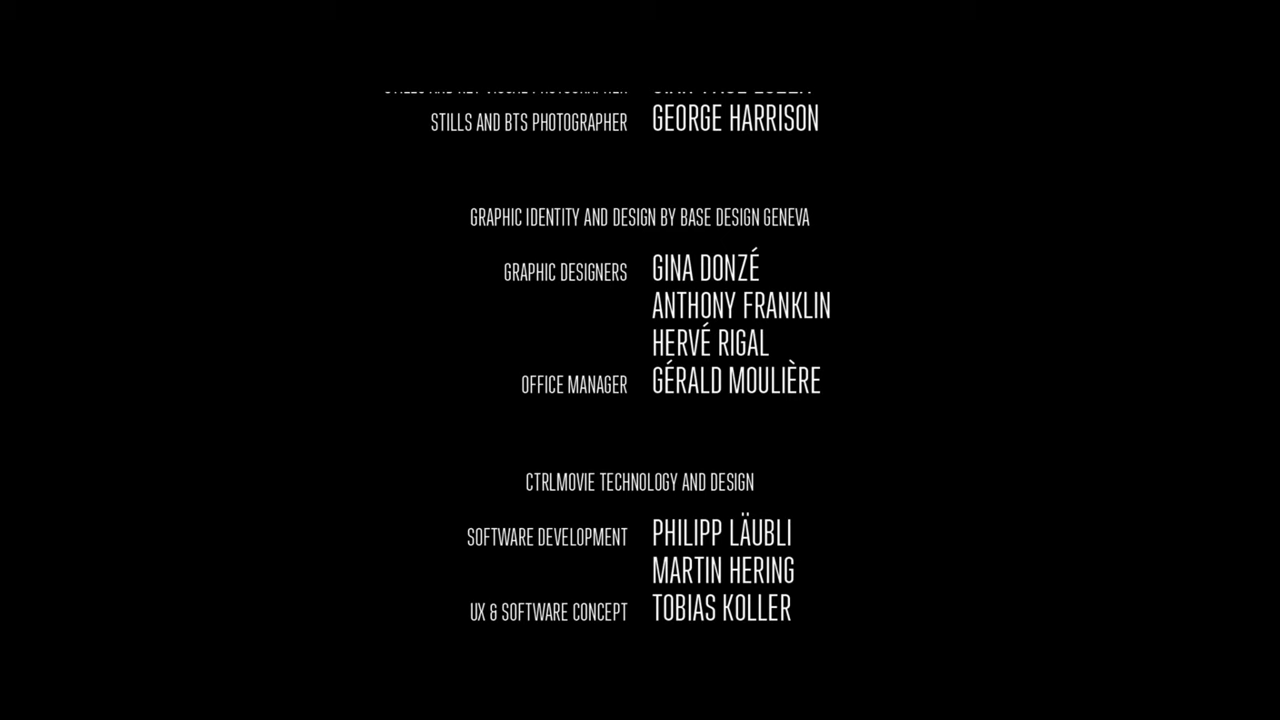 STILLS AND BTS PHOTOGRAPHER GEORGE HARRISON
GRAPHIC IDENTITY AND DESIGN BY BASE DESIGN GENEVA
GRAPHIC DESIGNERS GINA DONZÉ
ANTHONY FRANKLIN
HERVÉ RIGAL
OFFICE MANAGER GÉRALD MOULIÈRE
CTRLMOVIE TECHNOLOGY AND DESIGN
SOFTWARE DEVELOPMENT PHILIPP LÄUBLI
MARTIN HERING
UX & SOFTWARE CONCEPT TOBIAS KOLLER